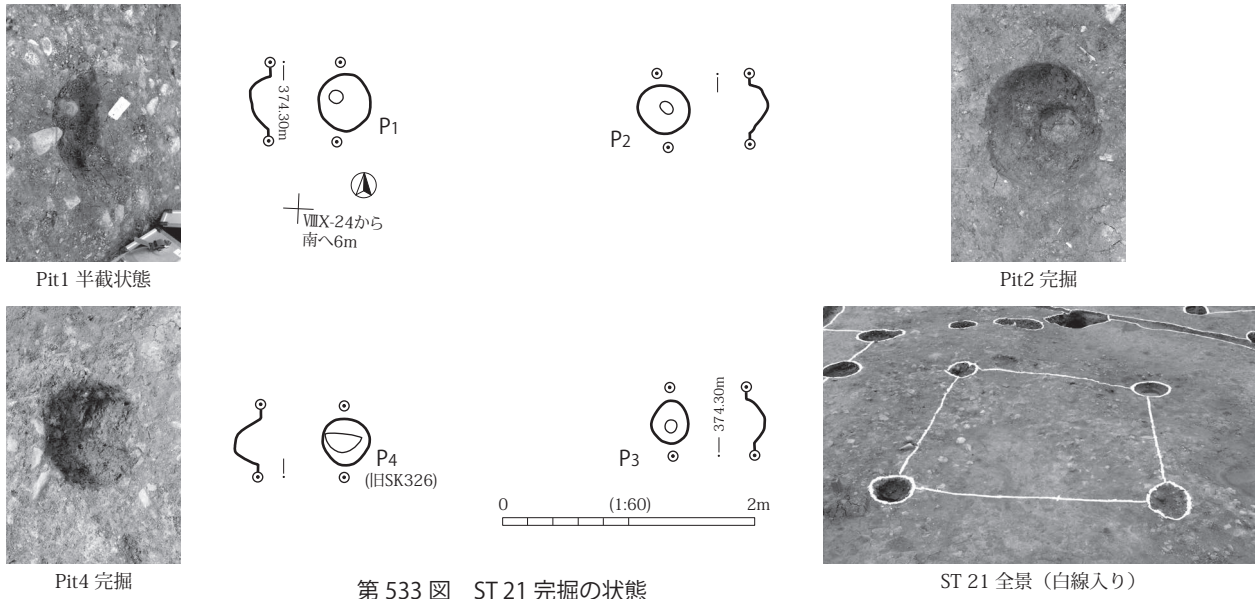 374.30m
P1
P2
ⅧX-24から
南へ6m
Pit1 半截状態
Pit2 完掘
374.30m
P3
P4
(旧SK326)
0 (1:60) 2m
Pit4 完掘
ST 21 全景（白線入り）
第 533 図 ST 21 完掘の状態